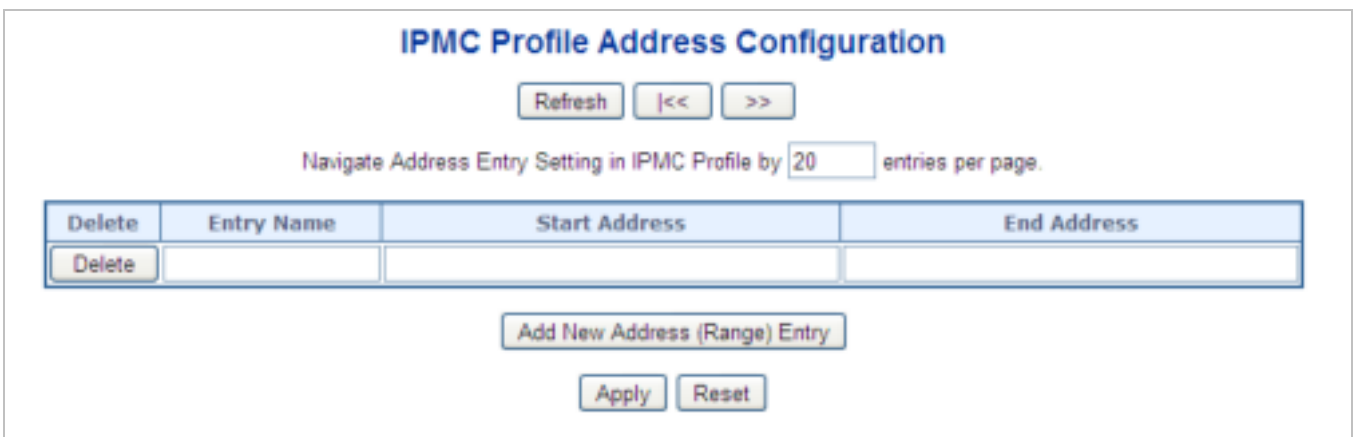 IPMC Profile Address Configuration
Refresh |<< >>
Navigate Address Entry Setting in IPMC Profile by 20 entries per page.
Delete Entry Name Start Address End Address
Delete
Add New Address (Range) Entry
Apply Reset